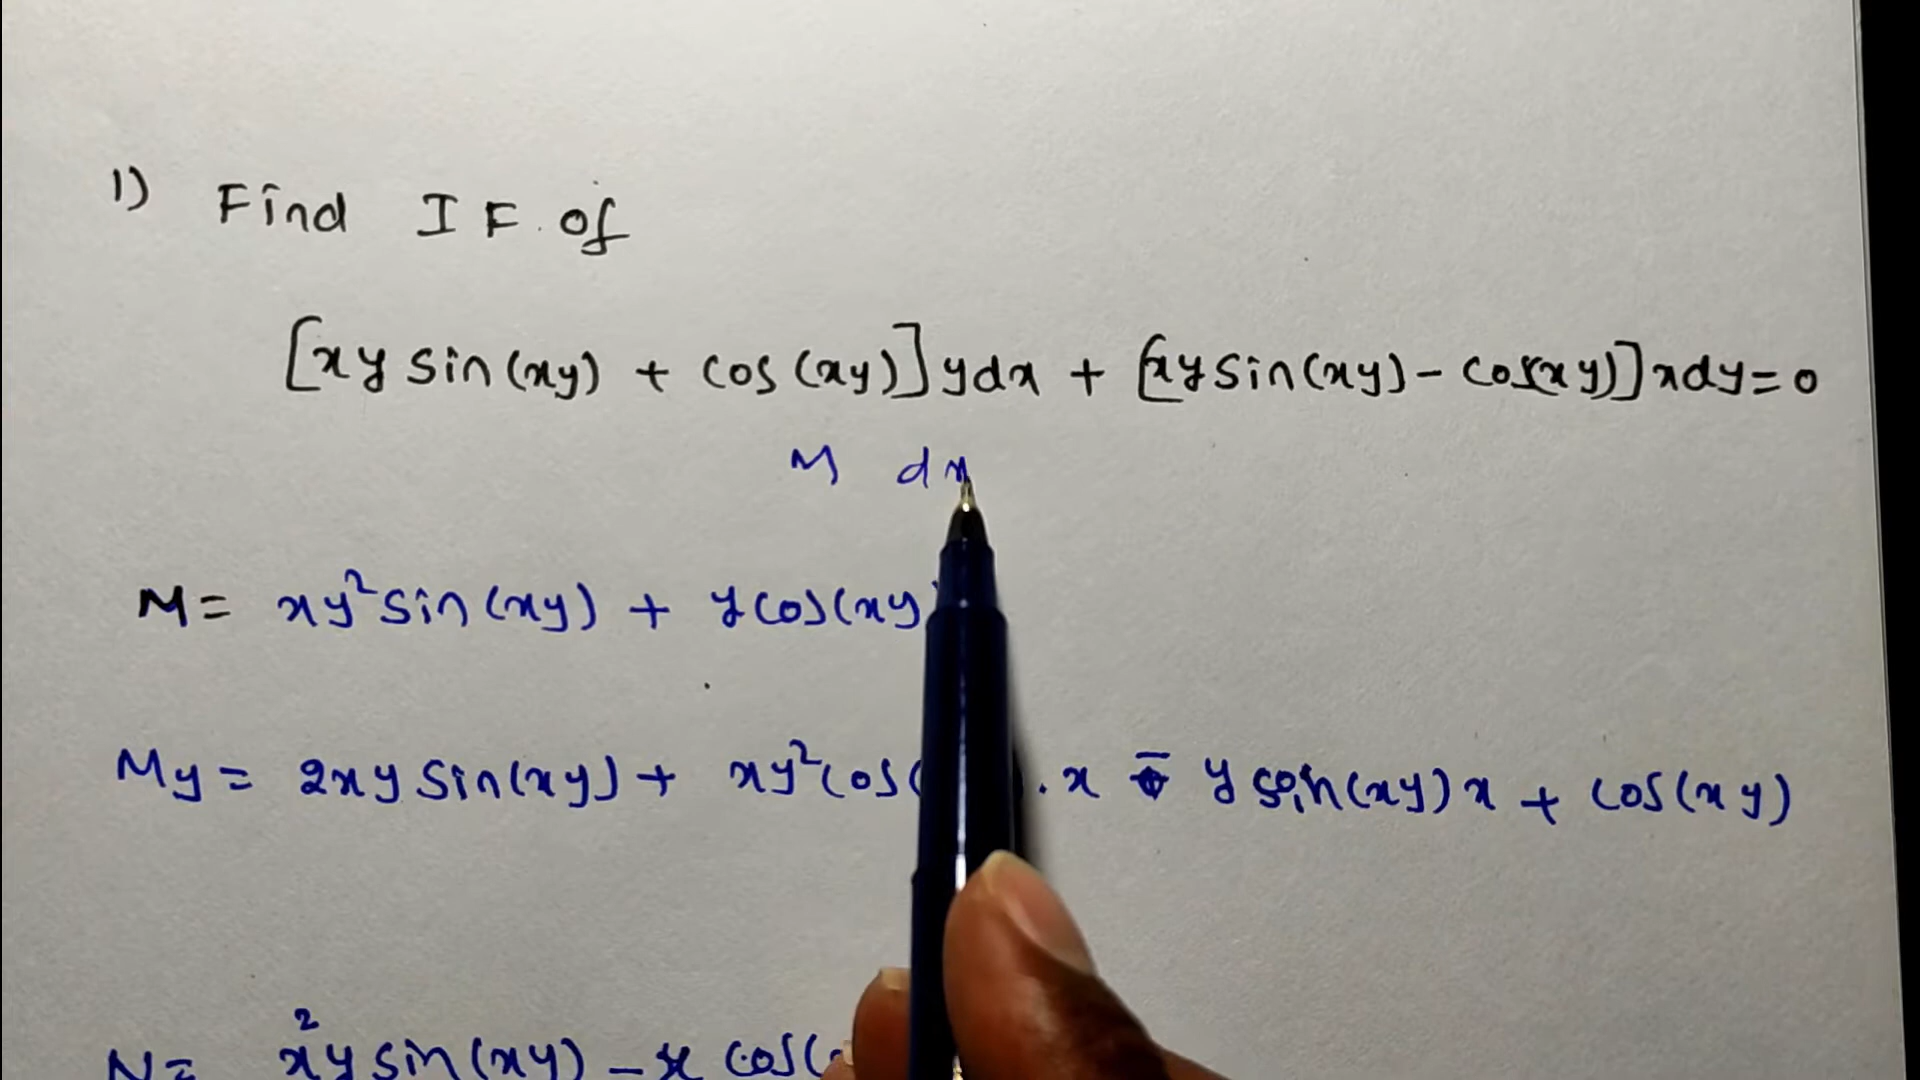 1) Find IF. of
[xy sin(xy) + cos(xy)] ydx + [xy sin(xy) - cos(xy)] xdy = 0
M dx
M = xy² sin(xy) + y cos(xy)
My = 2xy sin(xy) + xy² cos( . x - y sin(xy) x + cos(xy)
N = x²y sin(xy) - x cos(